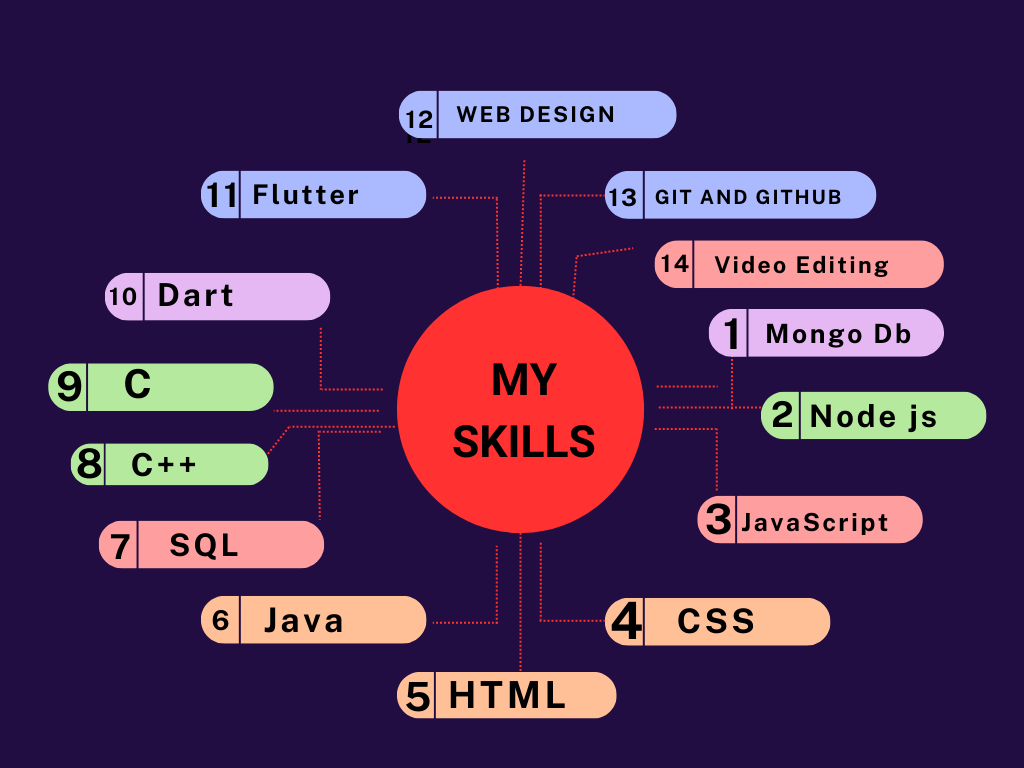 12 WEB DESIGN
11 Flutter
13 GIT AND GITHUB
14 Video Editing
10 Dart
1 Mongo Db
MY
SKILLS
9 C
2 Node js
8 C++
3 JavaScript
7 SQL
6 Java
4 CSS
5 HTML